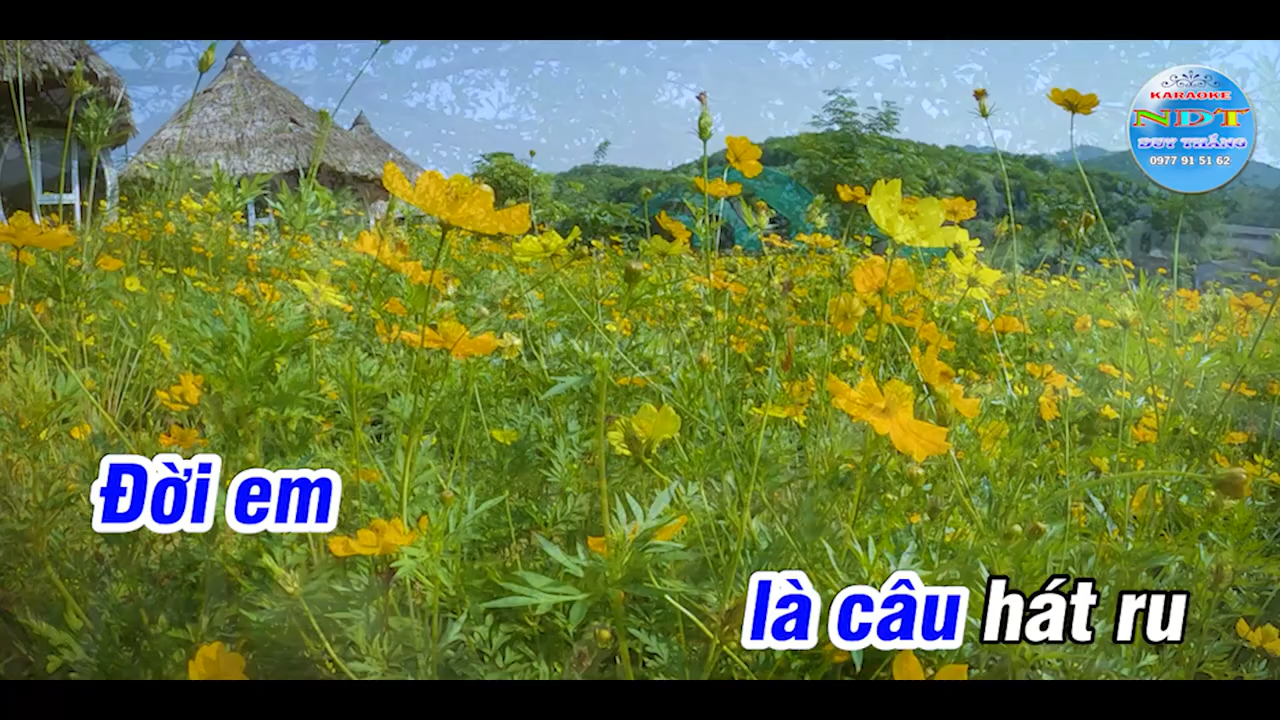 KARAOKE
NDT
DUY THẮNG
0977 91 51 62
Đời em
là câu hát ru